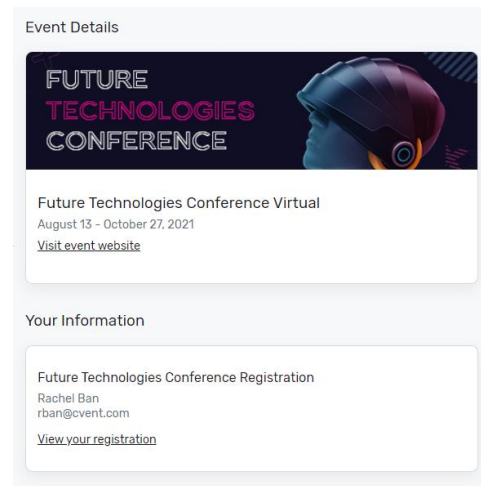 Event Details
FUTURE
TECHNOLOGIES
CONFERENCE
Future Technologies Conference Virtual
August 13 - October 27, 2021
Visit event website
Your Information
Future Technologies Conference Registration
Rachel Ban
rban@cvent.com
View your registration